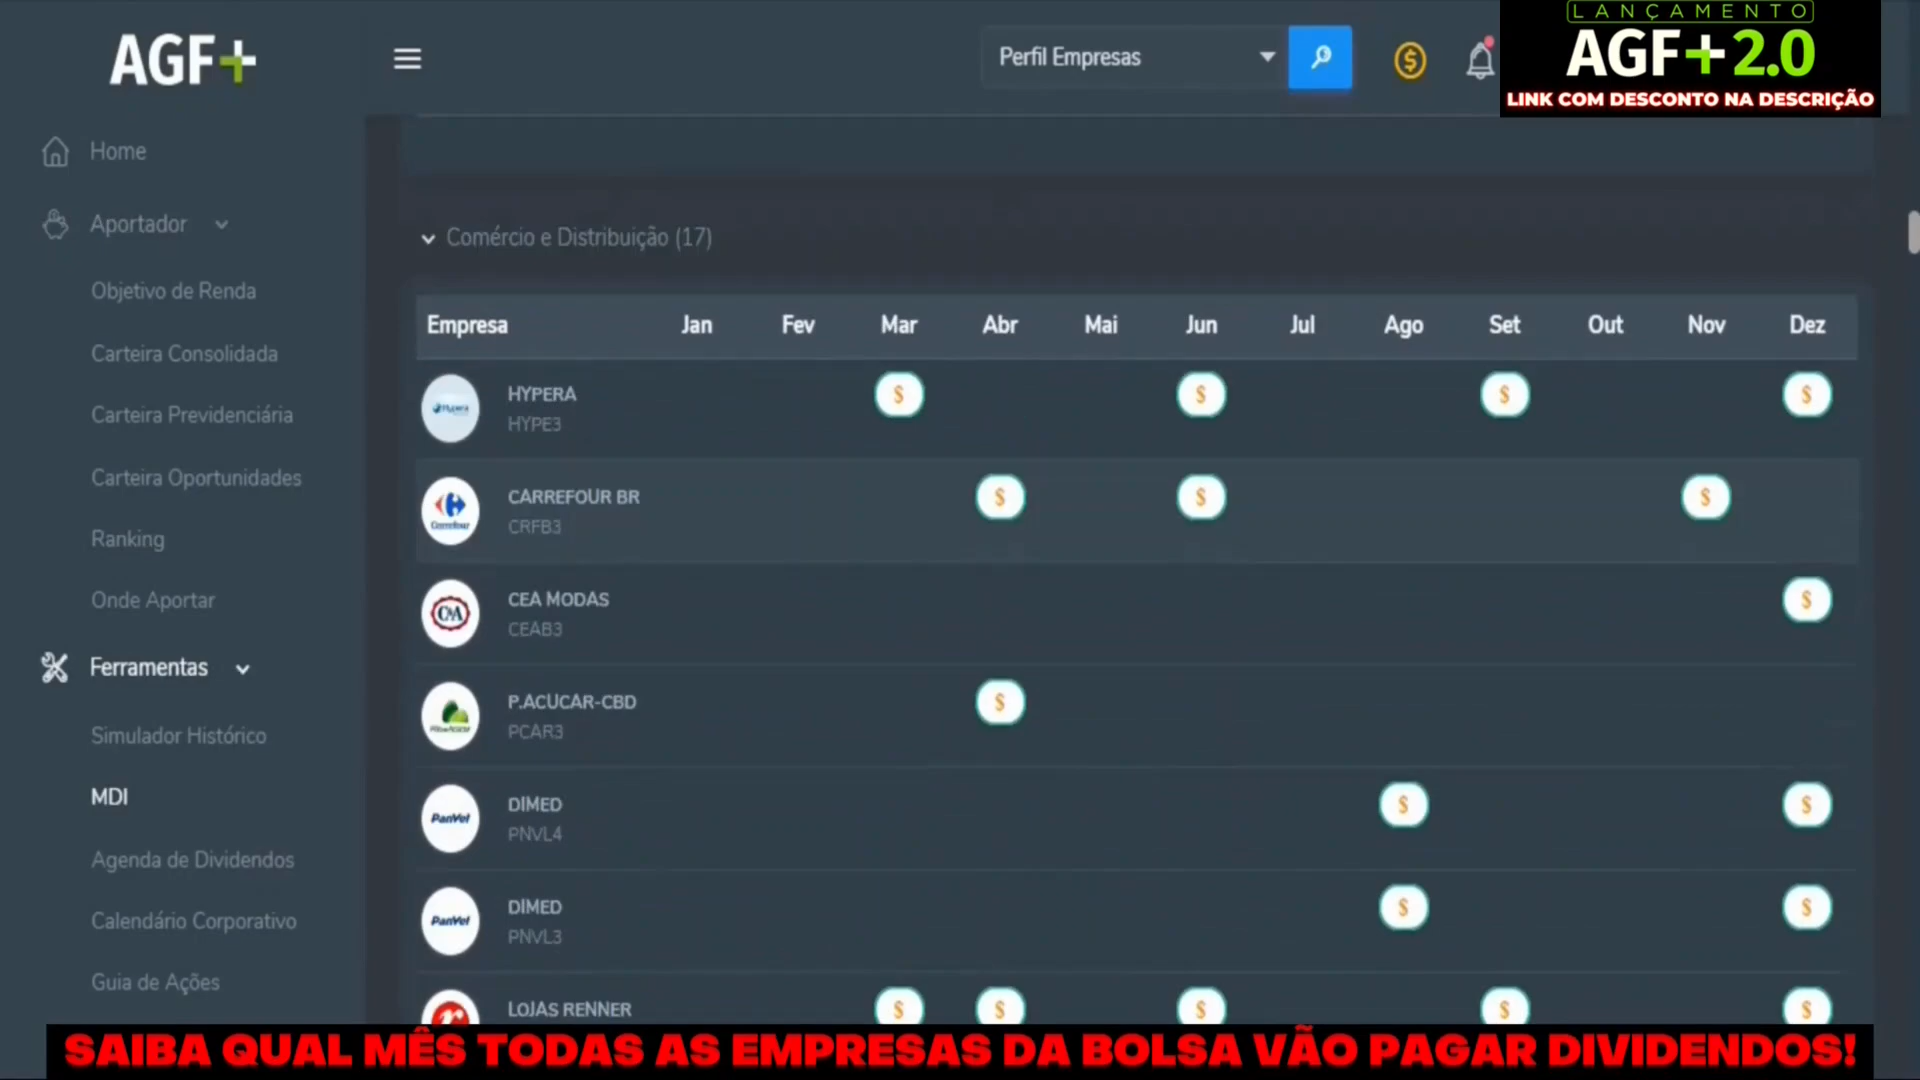 AGF+
Perfil Empresas
LANÇAMENTO
AGF+2.0
LINK COM DESCONTO NA DESCRIÇÃO
Home
Aportador
Objetivo de Renda
Carteira Consolidada
Carteira Previdenciária
Carteira Oportunidades
Ranking
Onde Aportar
Ferramentas
Simulador Histórico
MDI
Agenda de Dividendos
Calendário Corporativo
Guia de Ações
Comércio e Distribuição (17)
Empresa Jan Fev Mar Abr Mai Jun Jul Ago Set Out Nov Dez
Hypera
HYPERA $ $ $ $
HYPE3
Carrefour
CARREFOUR BR $ $ $
CRFB3
C&A
CEA MODAS $
CEAB3
P.ACUCAR-CBD $
PCAR3
PanVel
DIMED $ $
PNVL4
PanVel
DIMED $ $
PNVL3
LOJAS RENNER $ $ $ $ $
SAIBA QUAL MÊS TODAS AS EMPRESAS DA BOLSA VÃO PAGAR DIVIDENDOS!